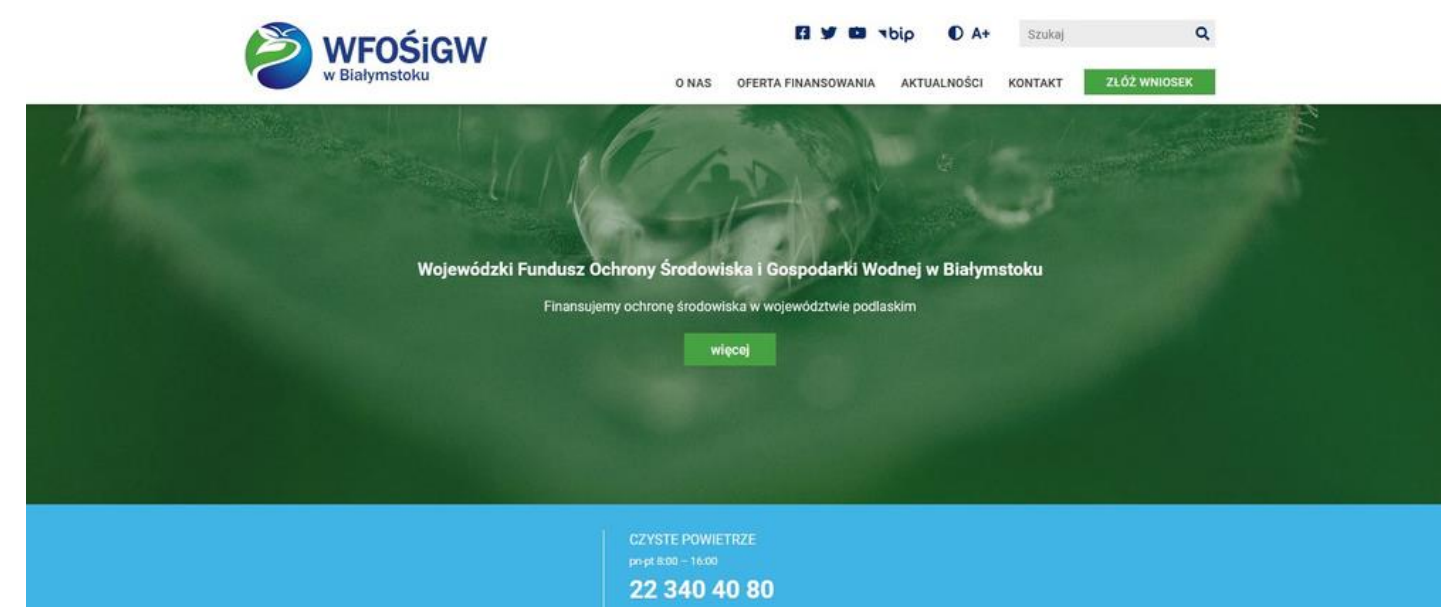 WFOŚiGW
w Białymstoku
bip
A+
Szukaj
O NAS OFERTA FINANSOWANIA AKTUALNOŚCI KONTAKT ZŁÓŻ WNIOSEK
Wojewódzki Fundusz Ochrony Środowiska i Gospodarki Wodnej w Białymstoku
Finansujemy ochronę środowiska w województwie podlaskim
więcej
CZYSTE POWIETRZE
pn-pt 8:00 – 16:00
22 340 40 80